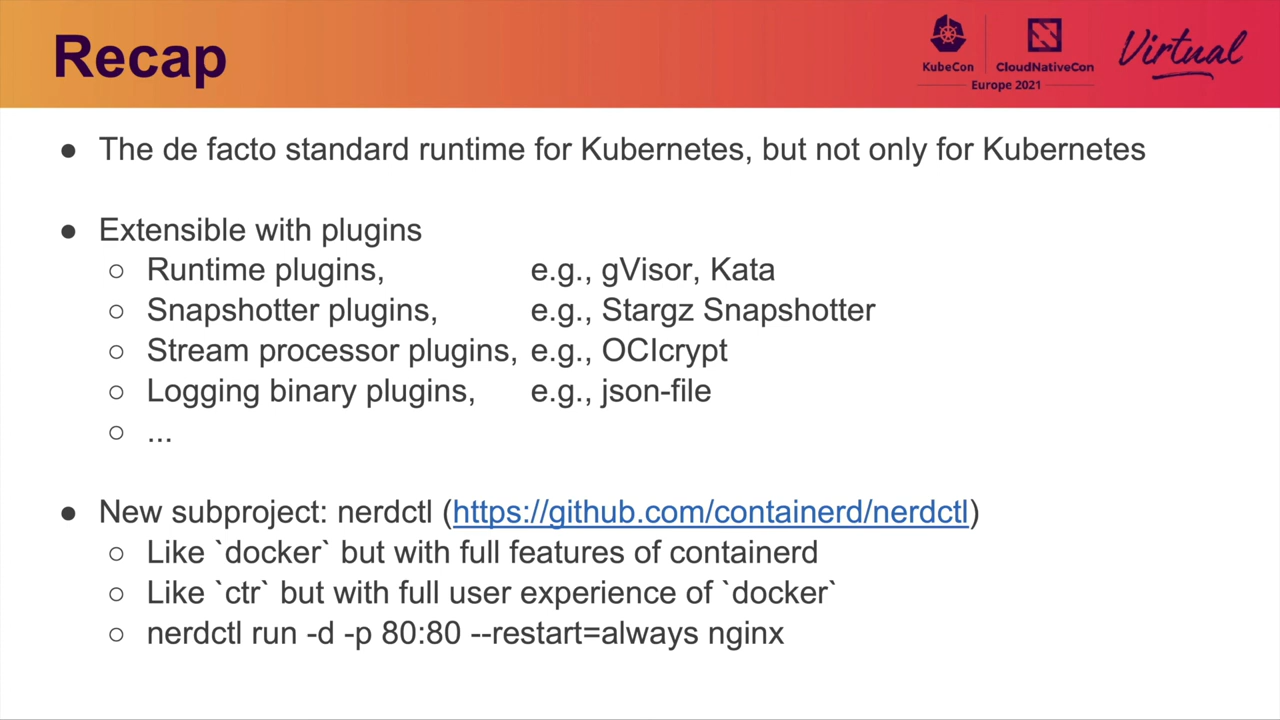 Recap
KubeCon
CloudNativeCon
Europe 2021
Virtual
● The de facto standard runtime for Kubernetes, but not only for Kubernetes
● Extensible with plugins
○ Runtime plugins, e.g., gVisor, Kata
○ Snapshotter plugins, e.g., Stargz Snapshotter
○ Stream processor plugins, e.g., OCIcrypt
○ Logging binary plugins, e.g., json-file
○ ...
● New subproject: nerdctl (https://github.com/containerd/nerdctl)
○ Like `docker` but with full features of containerd
○ Like `ctr` but with full user experience of `docker`
○ nerdctl run -d -p 80:80 --restart=always nginx